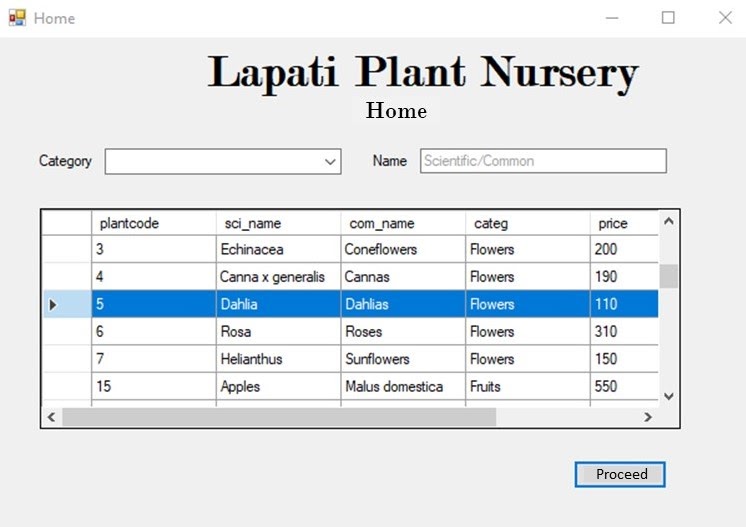 Home
Lapati Plant Nursery
Home
Category Name Scientific/Common
plantcode sci_name com_name categ price
3 Echinacea Coneflowers Flowers 200
4 Canna x generalis Cannas Flowers 190
5 Dahlia Dahlias Flowers 110
6 Rosa Roses Flowers 310
7 Helianthus Sunflowers Flowers 150
15 Apples Malus domestica Fruits 550
Proceed